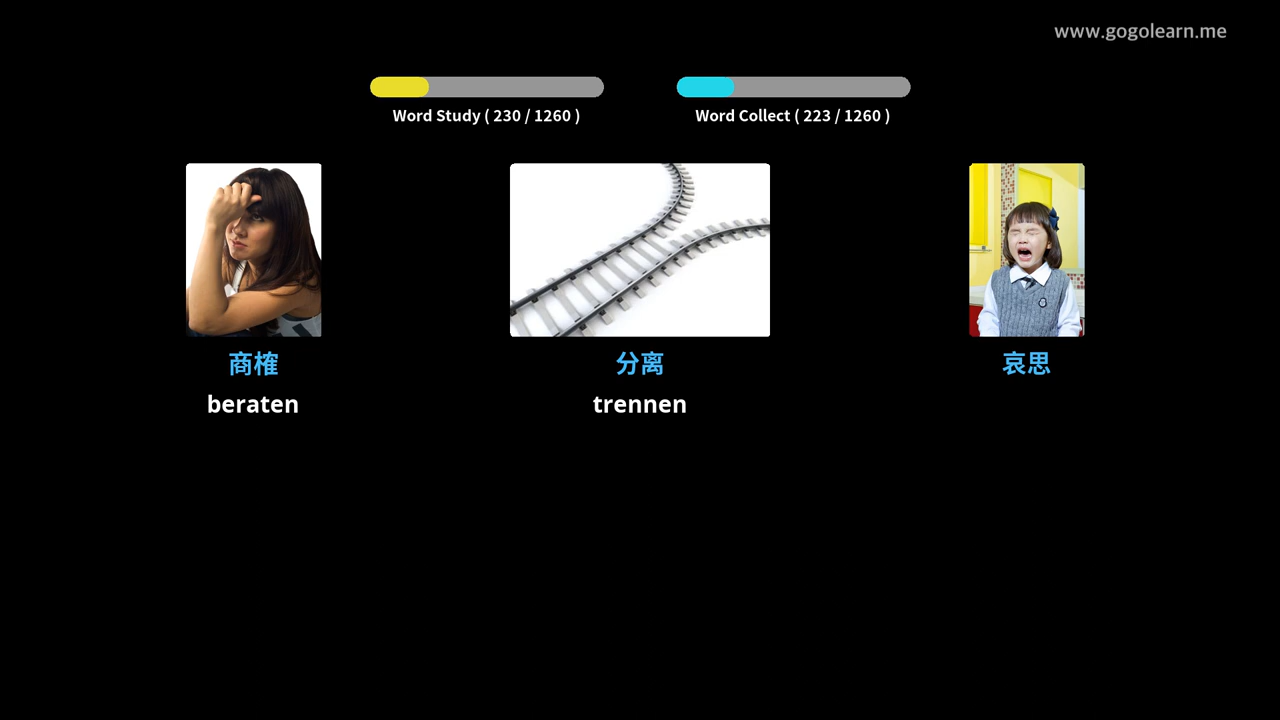 www.gogolearn.me
Word Study ( 230 / 1260 )
Word Collect ( 223 / 1260 )
商榷
beraten
分离
trennen
哀思